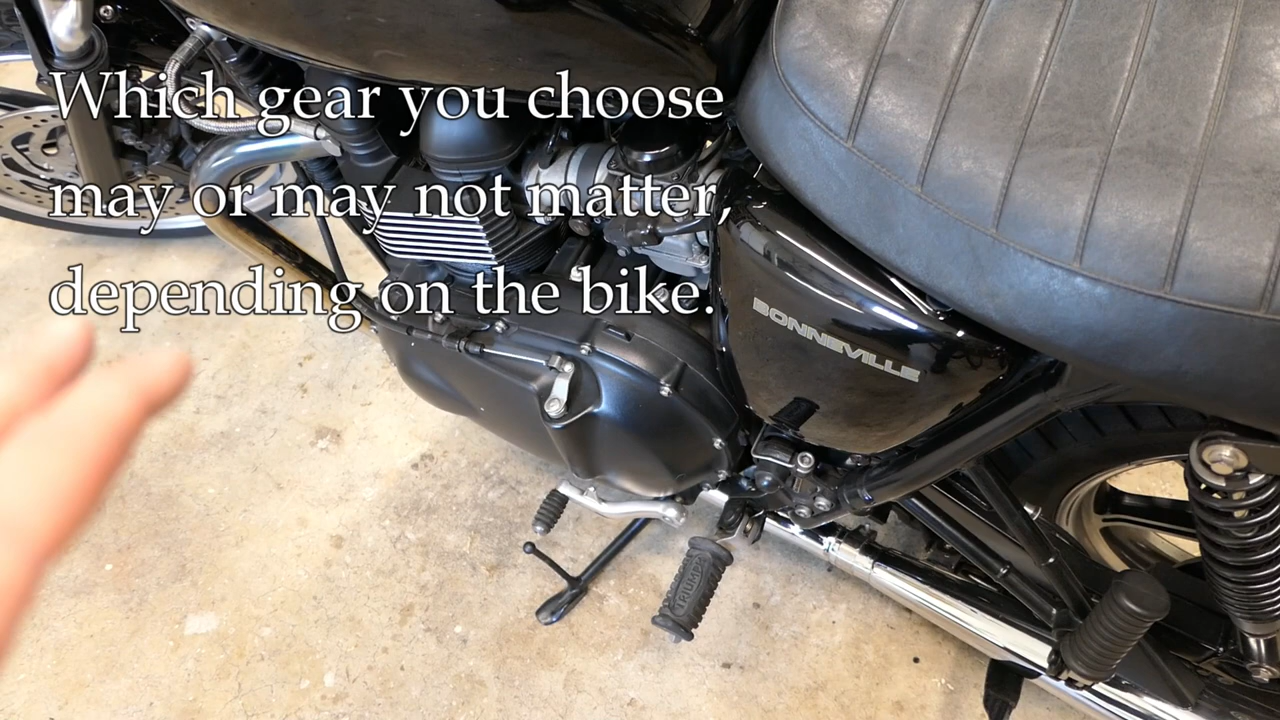 Which gear you choose
may or may not matter,
depending on the bike.
BONNEVILLE
TRIUMPH